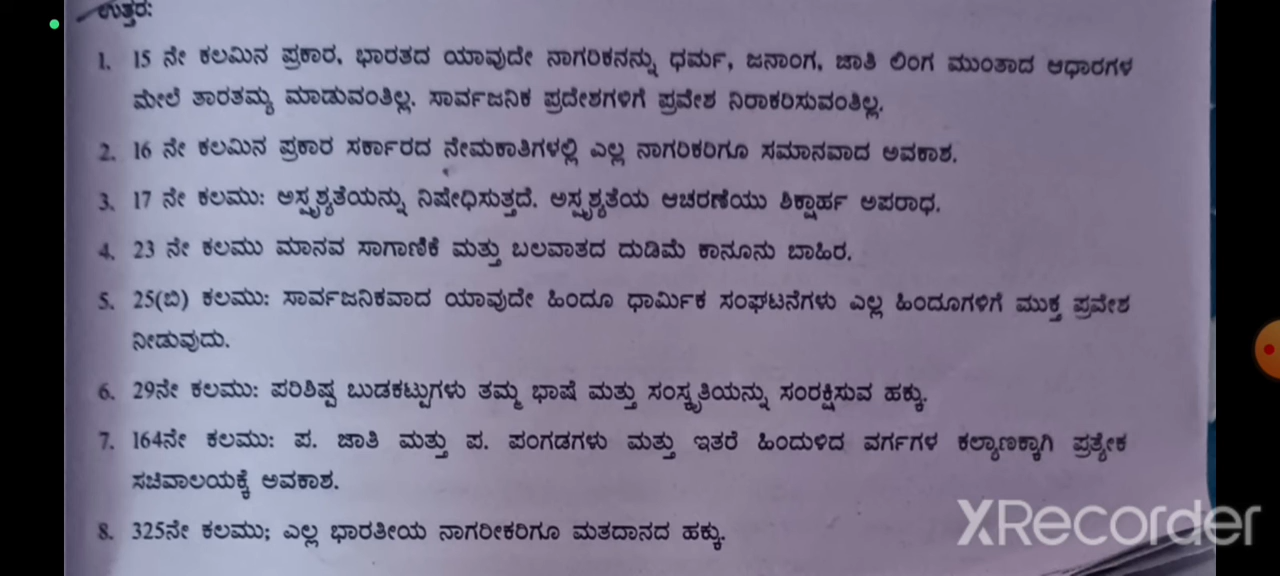 ಉತ್ತರ:
1. 15 ನೇ ಕಲಮಿನ ಪ್ರಕಾರ, ಭಾರತದ ಯಾವುದೇ ನಾಗರಿಕನನ್ನು ಧರ್ಮ, ಜನಾಂಗ, ಜಾತಿ ಲಿಂಗ ಮುಂತಾದ ಆಧಾರಗಳ
ಮೇಲೆ ತಾರತಮ್ಯ ಮಾಡುವಂತಿಲ್ಲ. ಸಾರ್ವಜನಿಕ ಪ್ರದೇಶಗಳಿಗೆ ಪ್ರವೇಶ ನಿರಾಕರಿಸುವಂತಿಲ್ಲ.
2. 16 ನೇ ಕಲಮಿನ ಪ್ರಕಾರ ಸರ್ಕಾರದ ನೇಮಕಾತಿಗಳಲ್ಲಿ ಎಲ್ಲ ನಾಗರಿಕರಿಗೂ ಸಮಾನವಾದ ಅವಕಾಶ.
3. 17 ನೇ ಕಲಮು: ಅಸ್ಪೃಶ್ಯತೆಯನ್ನು ನಿಷೇಧಿಸುತ್ತದೆ. ಅಸ್ಪೃಶ್ಯತೆಯ ಆಚರಣೆಯು ಶಿಕ್ಷಾರ್ಹ ಅಪರಾಧ.
4. 23 ನೇ ಕಲಮು ಮಾನವ ಸಾಗಾಣಿಕೆ ಮತ್ತು ಬಲವಾತದ ದುಡಿಮೆ ಕಾನೂನು ಬಾಹಿರ.
5. 25(ಬಿ) ಕಲಮು: ಸಾರ್ವಜನಿಕವಾದ ಯಾವುದೇ ಹಿಂದೂ ಧಾರ್ಮಿಕ ಸಂಘಟನೆಗಳು ಎಲ್ಲ ಹಿಂದೂಗಳಿಗೆ ಮುಕ್ತ ಪ್ರವೇಶ
ನೀಡುವುದು.
6. 29ನೇ ಕಲಮು: ಪರಿಶಿಷ್ಟ ಬುಡಕಟ್ಟುಗಳು ತಮ್ಮ ಭಾಷೆ ಮತ್ತು ಸಂಸ್ಕೃತಿಯನ್ನು ಸಂರಕ್ಷಿಸುವ ಹಕ್ಕು.
7. 164ನೇ ಕಲಮು: ಪ. ಜಾತಿ ಮತ್ತು ಪ. ಪಂಗಡಗಳು ಮತ್ತು ಇತರೆ ಹಿಂದುಳಿದ ವರ್ಗಗಳ ಕಲ್ಯಾಣಕ್ಕಾಗಿ ಪ್ರತ್ಯೇಕ
ಸಚಿವಾಲಯಕ್ಕೆ ಅವಕಾಶ.
8. 325ನೇ ಕಲಮು; ಎಲ್ಲ ಭಾರತೀಯ ನಾಗರೀಕರಿಗೂ ಮತದಾನದ ಹಕ್ಕು.
XRecorder